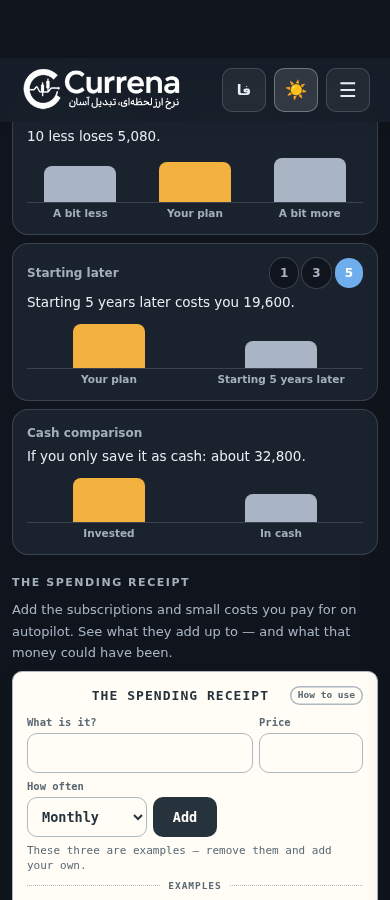 Currena
نرخ ارز لحظه‌ای، تبدیل آسان
فا
10 less loses 5,080.
A bit less
Your plan
A bit more
Starting later
1
3
5
Starting 5 years later costs you 19,600.
Your plan
Starting 5 years later
Cash comparison
If you only save it as cash: about 32,800.
Invested
In cash
THE SPENDING RECEIPT
Add the subscriptions and small costs you pay for on
autopilot. See what they add up to — and what that
money could have been.
THE SPENDING RECEIPT
How to use
What is it?
Price
How often
Monthly
Add
These three are examples — remove them and add
your own.
EXAMPLES